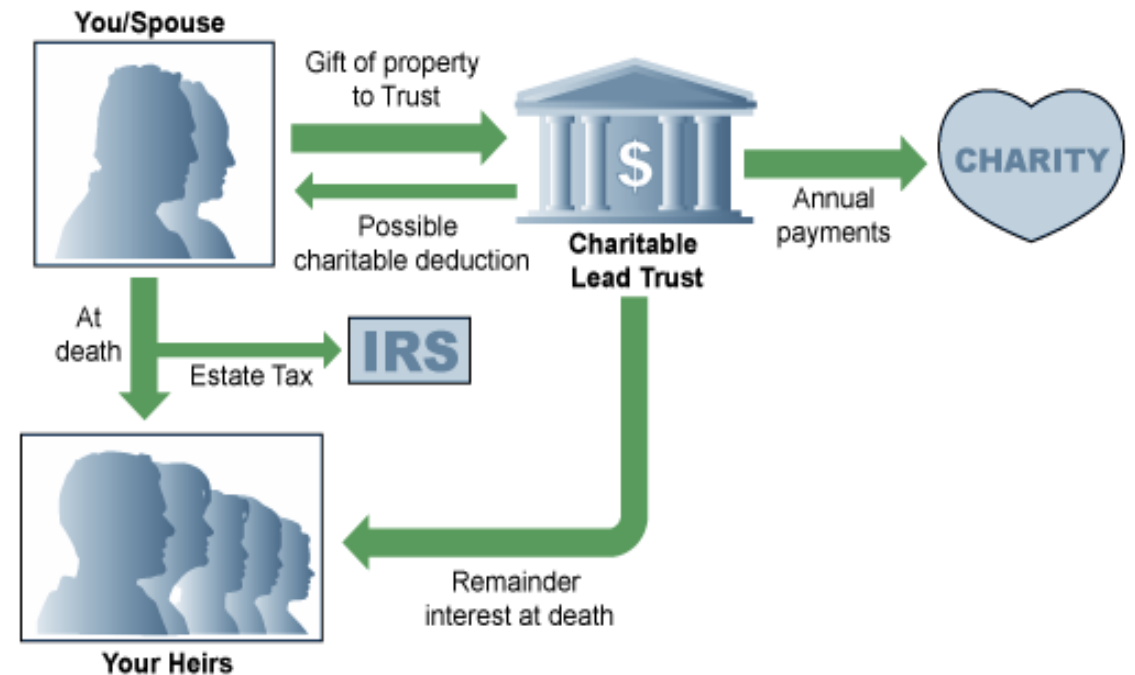 You/Spouse
Gift of property
to Trust
$
CHARITY
Possible
charitable deduction
Annual
payments
Charitable
Lead Trust
At
death
Estate Tax
IRS
Remainder
interest at death
Your Heirs